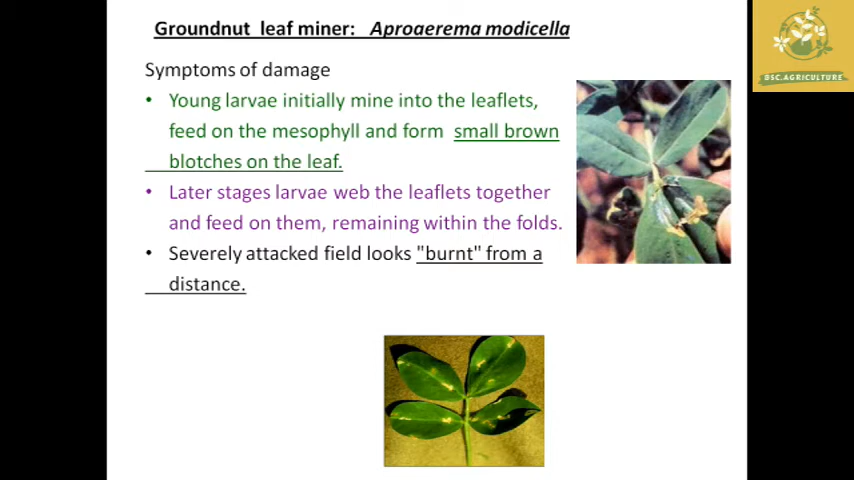 Groundnut leaf miner: Aproaerema modicella
Symptoms of damage
• Young larvae initially mine into the leaflets,
feed on the mesophyll and form small brown
blotches on the leaf.
• Later stages larvae web the leaflets together
and feed on them, remaining within the folds.
• Severely attacked field looks "burnt" from a
distance.
BSC.AGRICULTURE